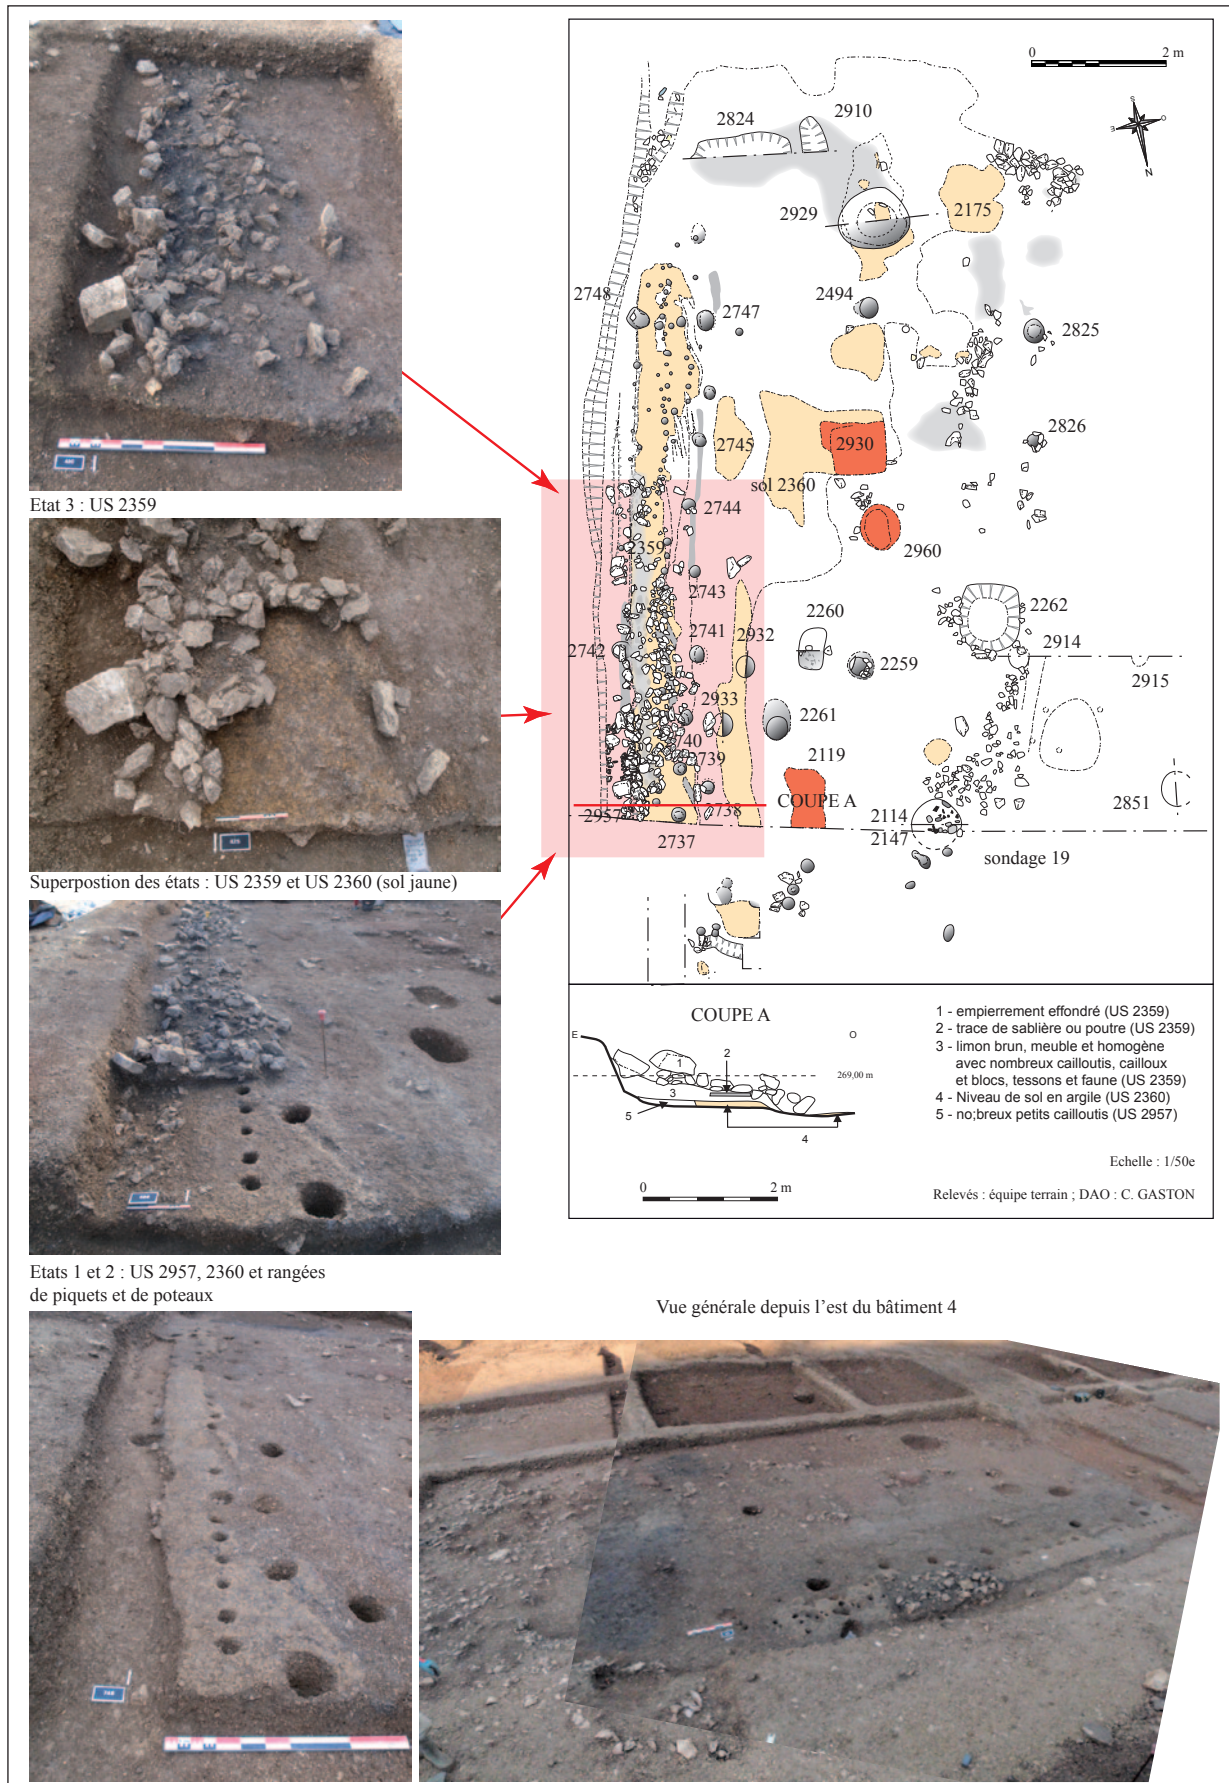 Etat 3 : US 2359
Superpostion des états : US 2359 et US 2360 (sol jaune)
Etats 1 et 2 : US 2957, 2360 et rangées
de piquets et de poteaux
0 2 m
S
E O
N
2824
2910
2929
2175
2748
2747
2494
2825
2745
2930
2826
sol 2360
2744
2359
2960
2743
2260
2262
2741
2932
2742
2259
2914
2915
2933
2261
740
2739
2119
COUPE A
2851
2957
2738
2114
2737
2147
sondage 19
COUPE A
E O
2
1
269,00 m
3
5
4
0 2 m
1 - empierrement effondré (US 2359)
2 - trace de sablière ou poutre (US 2359)
3 - limon brun, meuble et homogène
avec nombreux cailloutis, cailloux
et blocs, tessons et faune (US 2359)
4 - Niveau de sol en argile (US 2360)
5 - no;breux petits cailloutis (US 2957)
Echelle : 1/50e
Relevés : équipe terrain ; DAO : C. GASTON
Vue générale depuis l'est du bâtiment 4